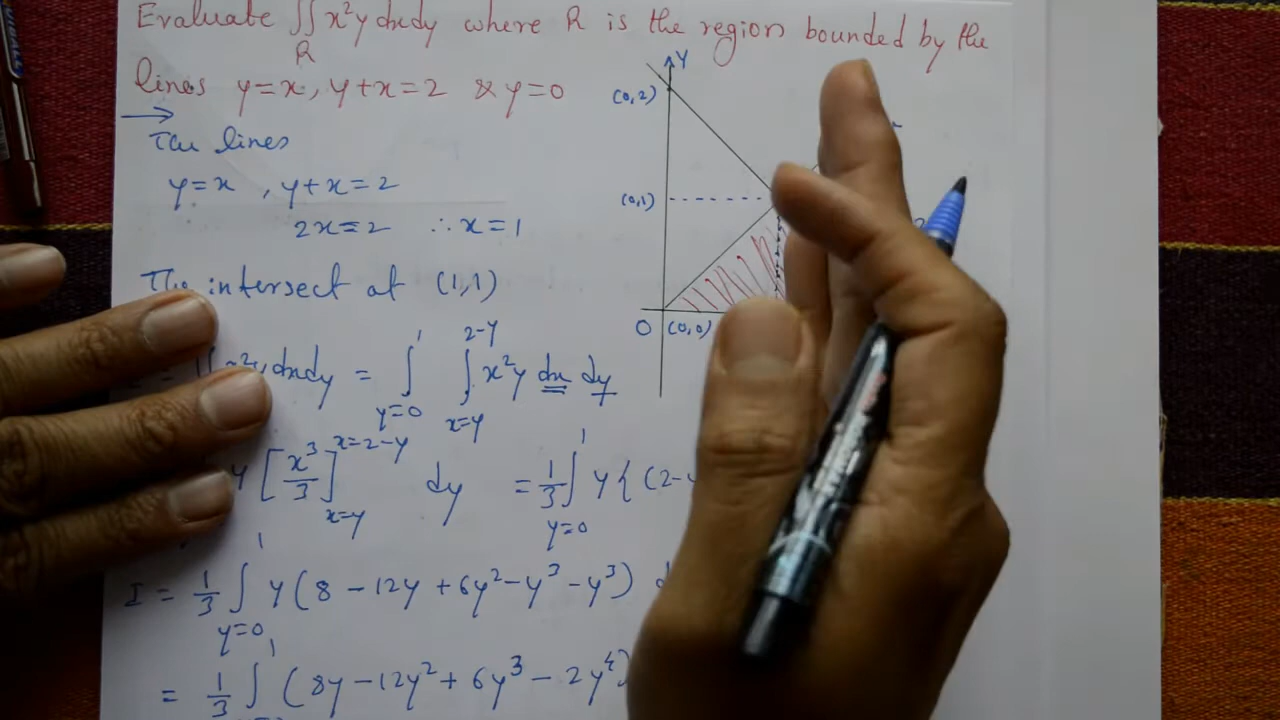 Evaluate ∬ x²y dxdy where R is the region bounded by the
R
lines y=x, y+x=2 & y=0
→
The lines
y=x , y+x=2
2x=2 ∴ x=1
The intersect at (1,1)
x²y dxdy = ∫_{y=0}^{1} ∫_{x=y}^{2-y} x²y dx dy
y [x³/3]_{x=y}^{x=2-y} dy = 1/3 ∫_{y=0}^{1} y { (2-y
I = 1/3 ∫_{y=0}^{1} y (8 - 12y + 6y² - y³ - y³)
= 1/3 ∫^{1} (8y - 12y² + 6y³ - 2y⁴)
Y
(0,2)
(0,1)
O (0,0)